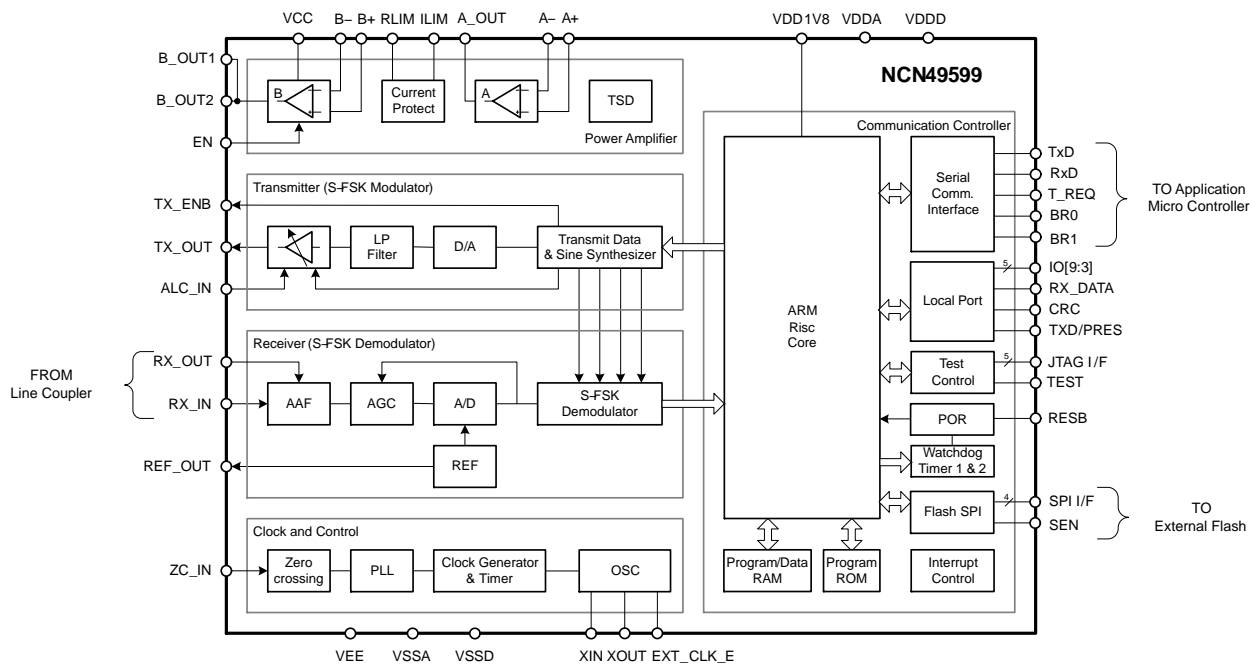 VCC B– B+ RLIM ILIM A_OUT A– A+ VDD1V8 VDDA VDDD
B_OUT1
B_OUT2
EN
B
Current
Protect
A
TSD
Power Amplifier
NCN49599
Communication Controller
Transmitter (S-FSK Modulator)
TX_ENB
TX_OUT
ALC_IN
LP
Filter
D/A
Transmit Data
& Sine Synthesizer
Receiver (S-FSK Demodulator)
FROM
Line Coupler
RX_OUT
RX_IN
REF_OUT
AAF
AGC
A/D
S-FSK
Demodulator
REF
Clock and Control
ZC_IN
Zero
crossing
PLL
Clock Generator
& Timer
OSC
ARM
Risc
Core
Serial
Comm.
Interface
TxD
RxD
T_REQ
BR0
BR1
TO Application
Micro Controller
Local Port
5
IO[9:3]
RX_DATA
CRC
TXD/PRES
Test
Control
5
JTAG I/F
TEST
POR
RESB
Watchdog
Timer 1 & 2
Flash SPI
4
SPI I/F
SEN
TO
External Flash
Program/Data
RAM
Program
ROM
Interrupt
Control
VEE VSSA VSSD XIN XOUT EXT_CLK_E